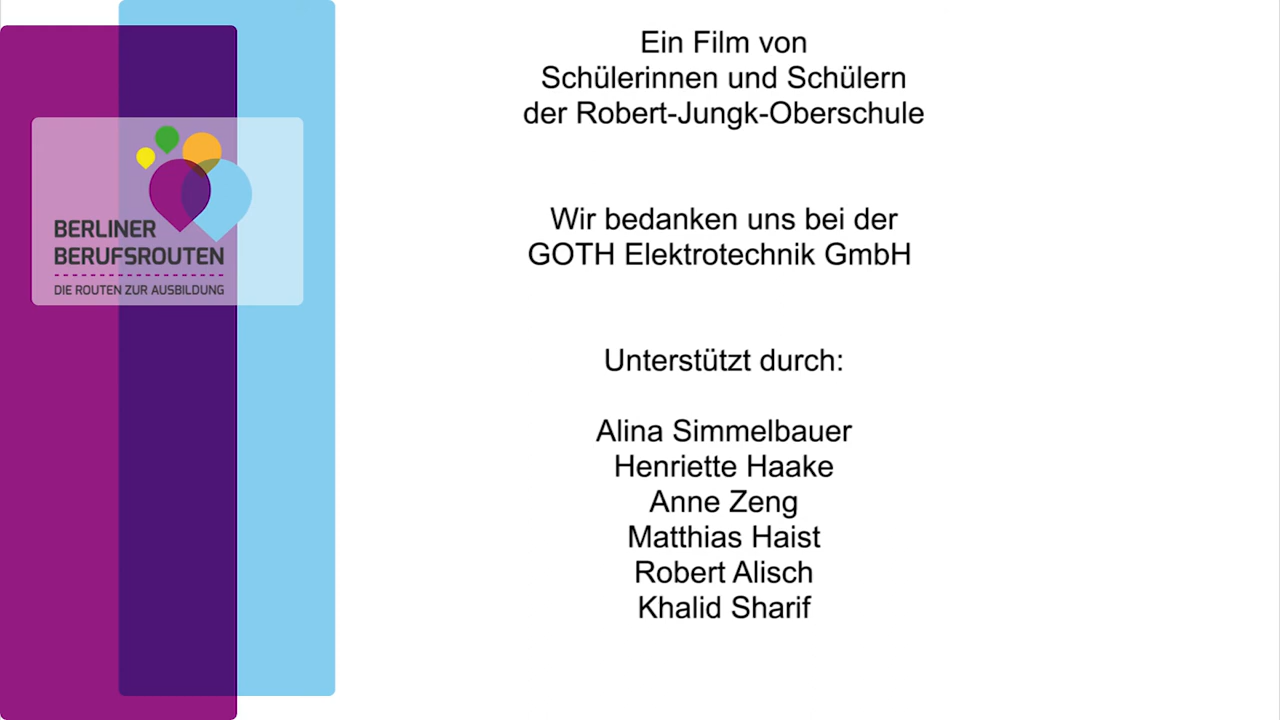 BERLINER
BERUFSROUTEN
DIE ROUTEN ZUR AUSBILDUNG
Ein Film von
Schülerinnen und Schülern
der Robert-Jungk-Oberschule
Wir bedanken uns bei der
GOTH Elektrotechnik GmbH
Unterstützt durch:
Alina Simmelbauer
Henriette Haake
Anne Zeng
Matthias Haist
Robert Alisch
Khalid Sharif